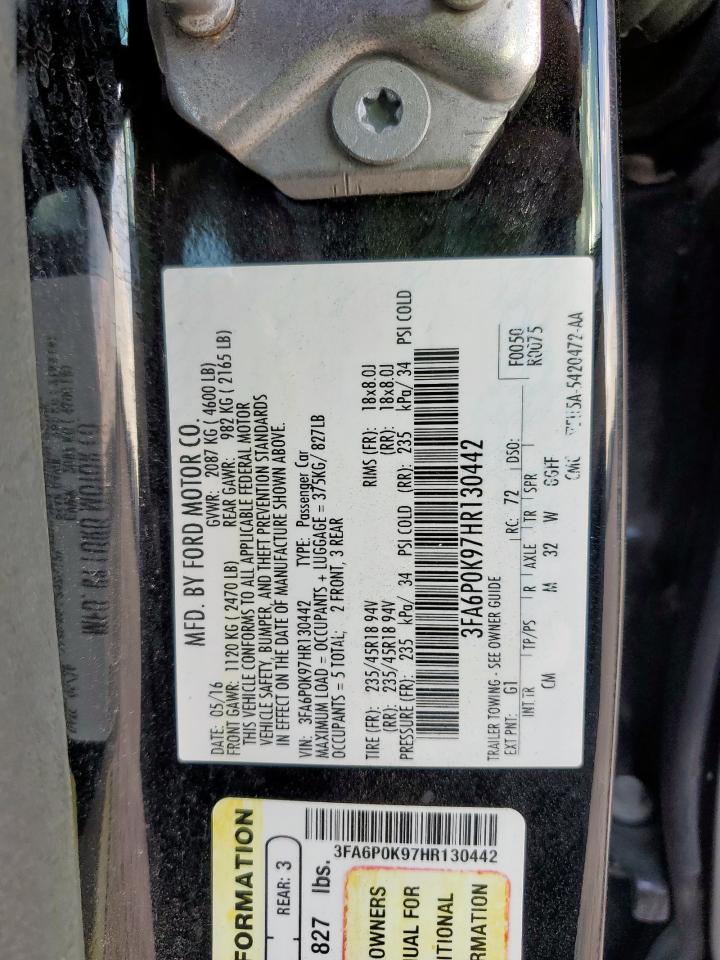 MFD. BY FORD MOTOR CO.
DATE: 05/16 GVWR: 2087 KG ( 4600 LB)
FRONT GAWR: 1120 KG ( 2470 LB) REAR GAWR: 982 KG ( 2165 LB)
THIS VEHICLE CONFORMS TO ALL APPLICABLE FEDERAL MOTOR
VEHICLE SAFETY, BUMPER, AND THEFT PREVENTION STANDARDS
IN EFFECT ON THE DATE OF MANUFACTURE SHOWN ABOVE.
VIN: 3FA6P0K97HR130442 TYPE: Passenger Car
MAXIMUM LOAD = OCCUPANTS + LUGGAGE = 375KG/ 827LB
OCCUPANTS = 5 TOTAL; 2 FRONT, 3 REAR
TIRE (FR): 235/45R18 94V RIMS (FR): 18x8.0J
(RR): 235/45R18 94V (RR): 18x8.0J
PRESSURE (FR): 235 kPa/ 34 PSI COLD (RR): 235 kPa/ 34 PSI COLD
3FA6P0K97HR130442
TRAILER TOWING - SEE OWNER GUIDE
EXT PNT: G1 RC: 72 DSO: F0050
R0075
INT TR TP/PS R AXLE TR SPR
CM M 32 W GGFF
5420472-AA
3FA6P0K97HR130442
FORMATION
REAR: 3
827 lbs.
OWNERS
UAL FOR
ITIONAL
RMATION